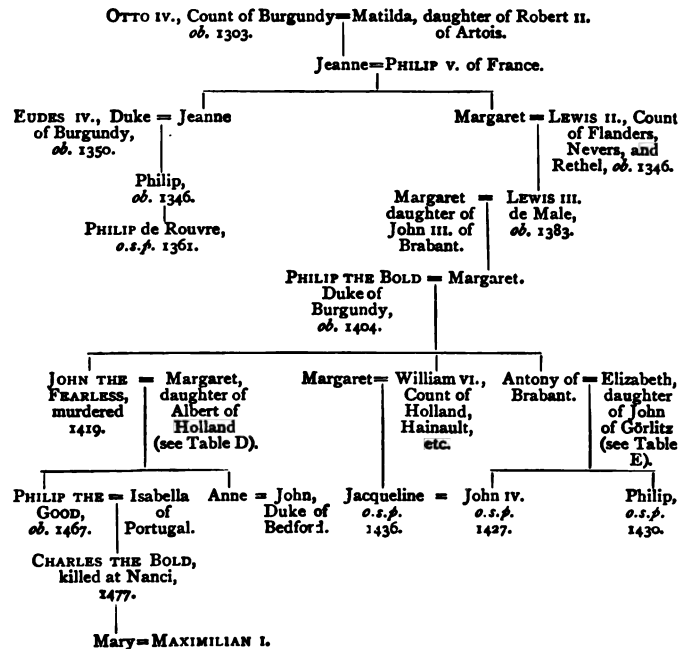 OTTO IV., Count of Burgundy=Matilda, daughter of Robert II.
ob. 1303. of Artois.
Jeanne=PHILIP V. of France.
EUDES IV., Duke = Jeanne
of Burgundy,
ob. 1350.
Margaret = LEWIS II., Count
of Flanders,
Nevers, and
Rethel, ob. 1346.
Philip,
ob. 1346.
PHILIP de Rouvre,
o.s.p. 1361.
Margaret = LEWIS III.
daughter of de Male,
John III. of ob. 1383.
Brabant.
PHILIP THE BOLD = Margaret.
Duke of
Burgundy,
ob. 1404.
JOHN THE = Margaret,
FEARLESS, daughter of
murdered Albert of
1419. Holland
(see Table D).
Margaret= William VI.,
Count of
Holland,
Hainault,
etc.
Antony of = Elizabeth,
Brabant. daughter
of John
of Görlitz
(see Table
E).
PHILIP THE = Isabella
GOOD, of
ob. 1467. Portugal.
Anne = John,
Duke of
Bedford.
Jacqueline = John IV.
o.s.p. o.s.p.
1436. 1427.
Philip,
o.s.p.
1430.
CHARLES THE BOLD,
killed at Nanci,
1477.
Mary=MAXIMILIAN I.